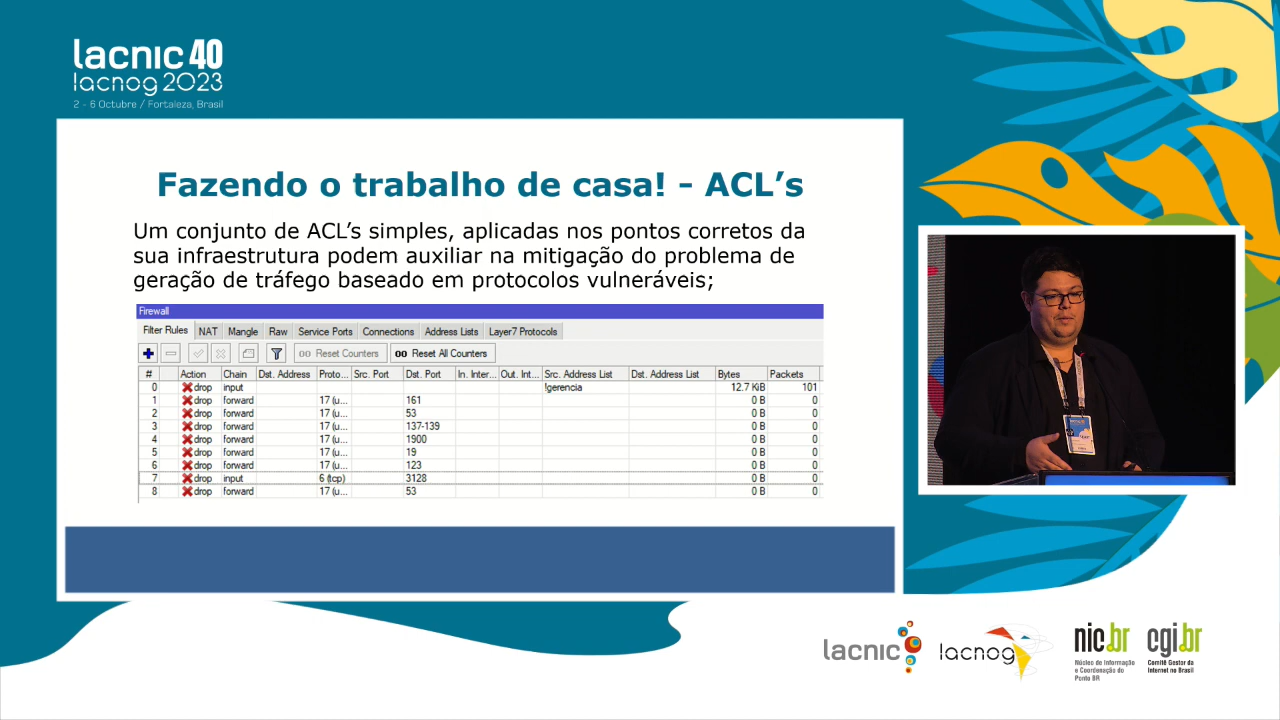 lacnic 40
lacnog 2023
2 - 6 Octubre / Fortaleza, Brasil
Fazendo o trabalho de casa! - ACL’s
Um conjunto de ACL’s simples, aplicadas nos pontos corretos da
sua infraestrutura podem auxiliar na mitigação do problema de
geração de tráfego baseado em protocolos vulneráveis;
Firewall
Filter Rules NAT Mangle Raw Service Ports Connections Address Lists Layer7 Protocols
00 Reset Counters 00 Reset All Counters
# Action Dst. Address Proto... Src. Port Dst. Port In. Inter... Out. Int... Src. Address List Dst. Address List Bytes Packets
0 drop input !gerencia 12.7 KiB 101
1 drop forward 17 (u... 161 0 B 0
2 drop forward 17 (u... 53 0 B 0
3 drop forward 17 (u... 137-139 0 B 0
4 drop forward 17 (u... 1900 0 B 0
5 drop forward 17 (u... 19 0 B 0
6 drop forward 17 (u... 123 0 B 0
7 drop input 6 (tcp) 3128 0 B 0
8 drop forward 17 (u... 53 0 B 0
lacnic
lacnog
nic.br
Núcleo de Informação
e Coordenação do
Ponto BR
cgi.br
Comitê Gestor da
Internet no Brasil